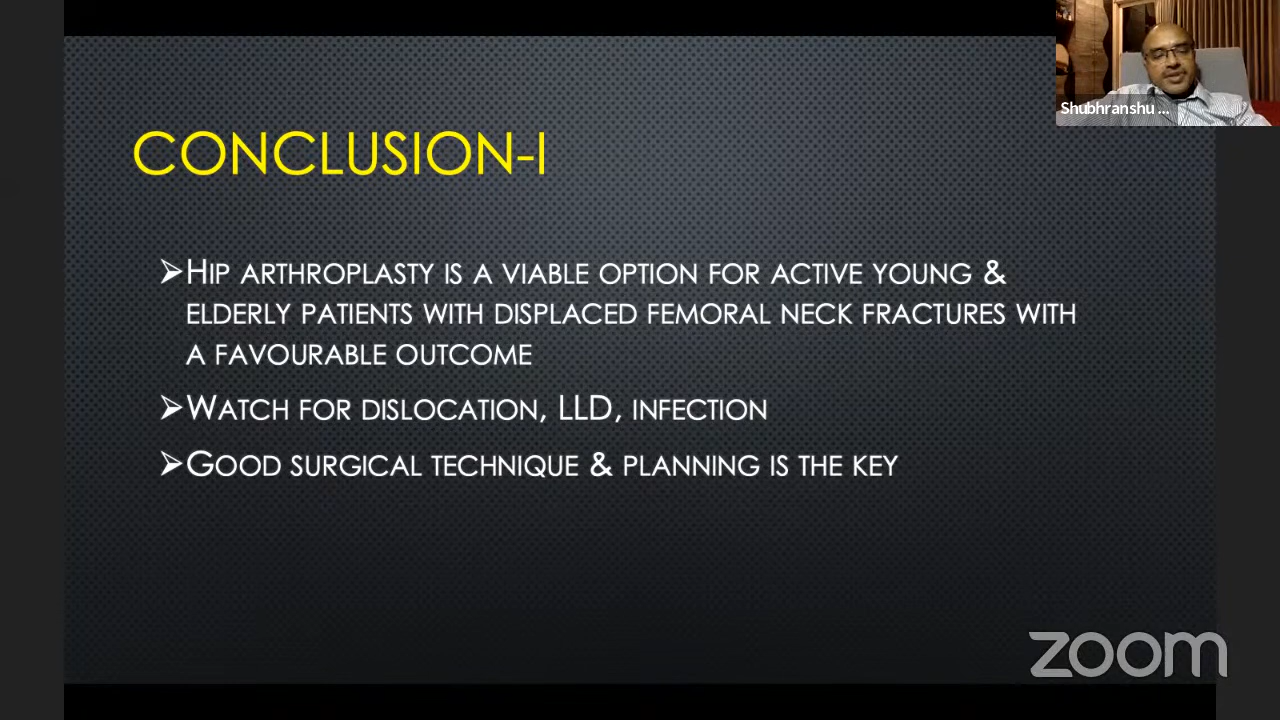 Shubhranshu ...
CONCLUSION-I
➢HIP ARTHROPLASTY IS A VIABLE OPTION FOR ACTIVE YOUNG &
ELDERLY PATIENTS WITH DISPLACED FEMORAL NECK FRACTURES WITH
A FAVOURABLE OUTCOME
➢WATCH FOR DISLOCATION, LLD, INFECTION
➢GOOD SURGICAL TECHNIQUE & PLANNING IS THE KEY
zoom